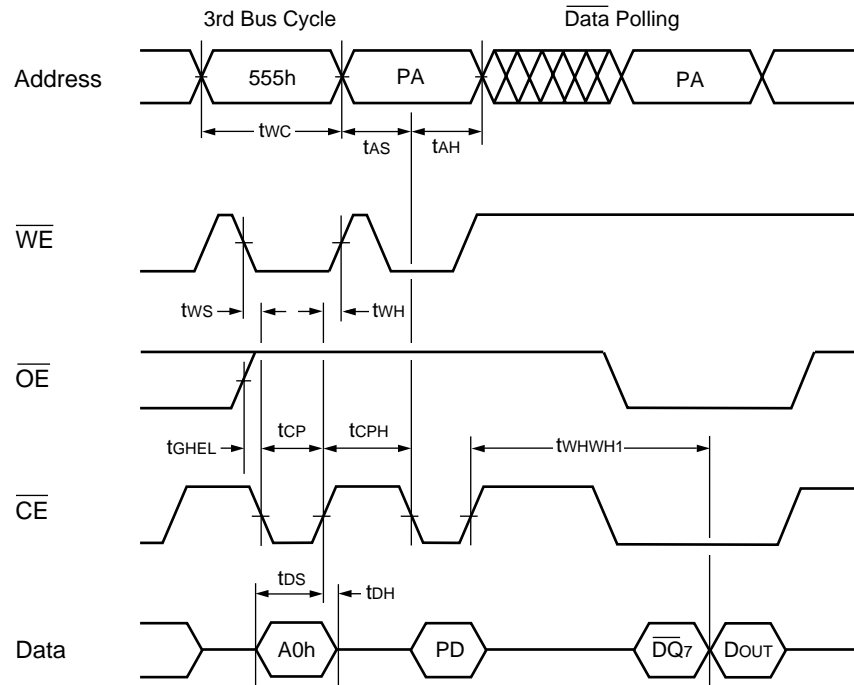 3rd Bus Cycle
Data Polling
Address
555h
PA
PA
tWC
tAS
tAH
WE
tWS
tWH
OE
tGHEL
tCP
tCPH
tWHWH1
CE
tDS
tDH
Data
A0h
PD
DQ7
DOUT